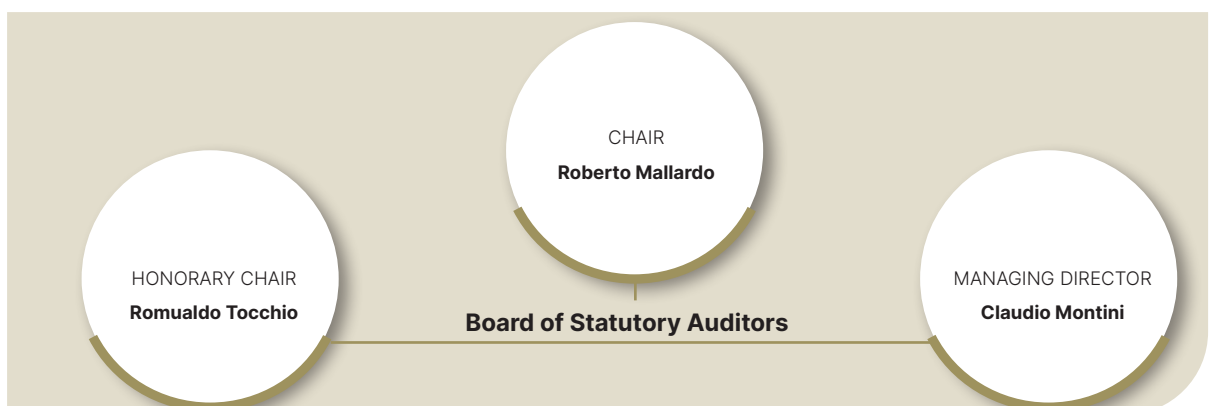 CHAIR
Roberto Mallardo
HONORARY CHAIR
Romualdo Tocchio
MANAGING DIRECTOR
Claudio Montini
Board of Statutory Auditors